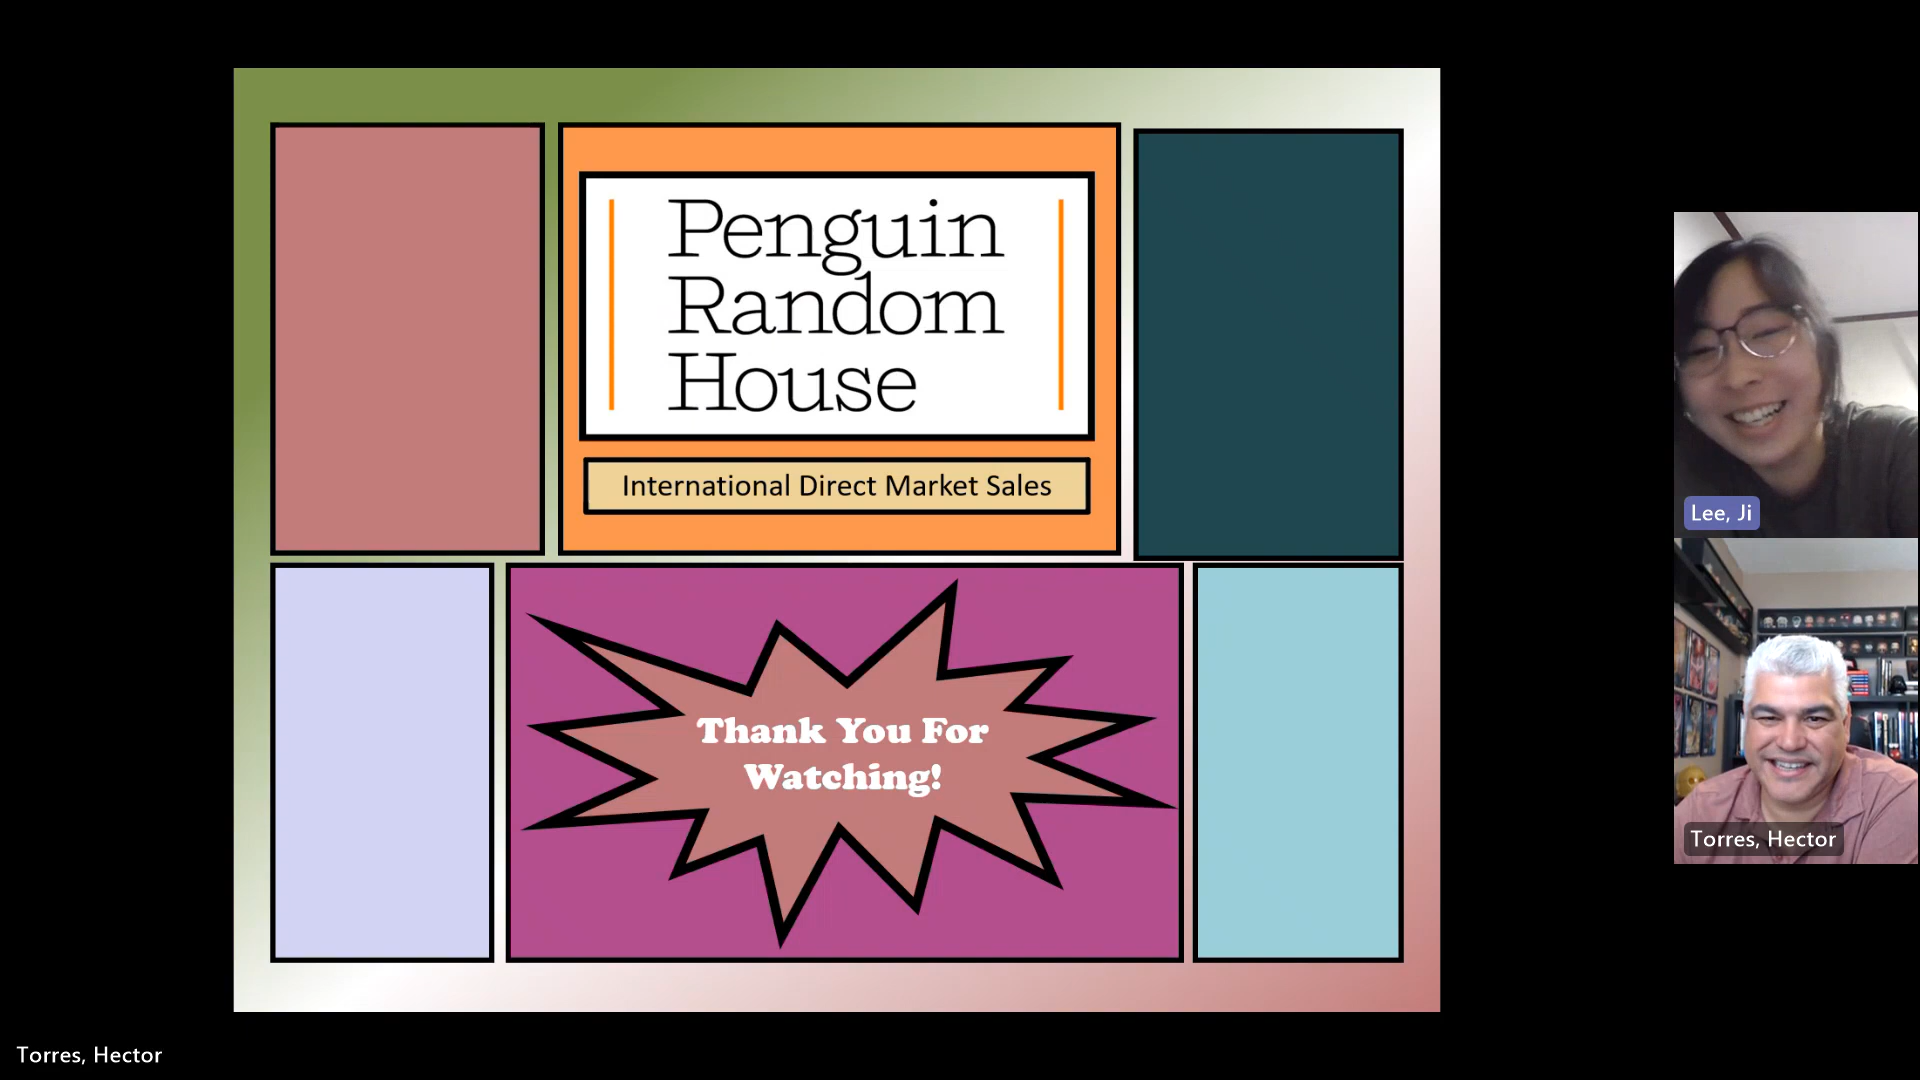 Penguin
Random
House
International Direct Market Sales
Thank You For
Watching!
Lee, Ji
Torres, Hector
Torres, Hector